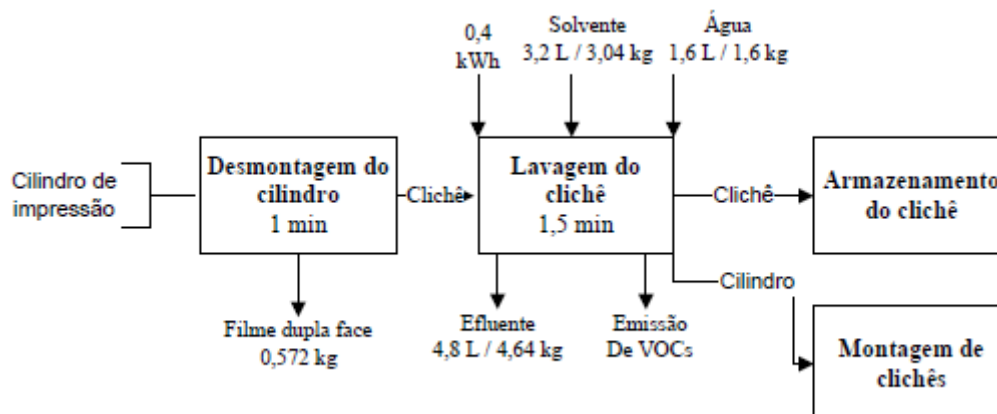 0,4
kWh
Solvente
3,2 L / 3,04 kg
Água
1,6 L / 1,6 kg
Cilindro de
impressão
Desmontagem do
cilindro
1 min
Clichê
Lavagem do
clichê
1,5 min
Clichê
Armazenamento
do clichê
Cilindro
Filme dupla face
0,572 kg
Efluente
4,8 L / 4,64 kg
Emissão
De VOCs
Montagem de
clichês